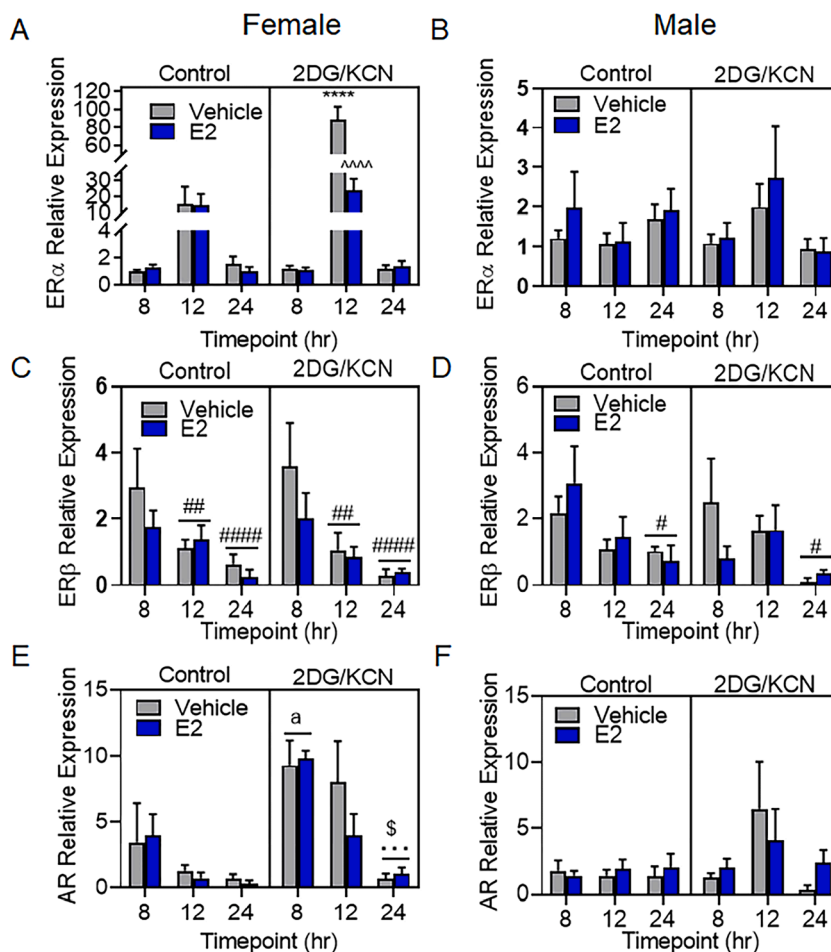 Female Male
A
Control 2DG/KCN
ERα Relative Expression
120
100
80
60
30
20
10
4
2
0
Vehicle
E2
****
^^^^
8 12 24 8 12 24
Timepoint (hr)
B
Control 2DG/KCN
ERα Relative Expression
5
4
3
2
1
0
Vehicle
E2
8 12 24 8 12 24
Timepoint (hr)
C
Control 2DG/KCN
ERβ Relative Expression
6
4
2
0
Vehicle
E2
## #### ## ####
8 12 24 8 12 24
Timepoint (hr)
D
Control 2DG/KCN
ERβ Relative Expression
6
4
2
0
Vehicle
E2
# #
8 12 24 8 12 24
Timepoint (hr)
E
Control 2DG/KCN
AR Relative Expression
15
10
5
0
Vehicle
E2
a
$
...
8 12 24 8 12 24
Timepoint (hr)
F
Control 2DG/KCN
AR Relative Expression
15
10
5
0
Vehicle
E2
8 12 24 8 12 24
Timepoint (hr)